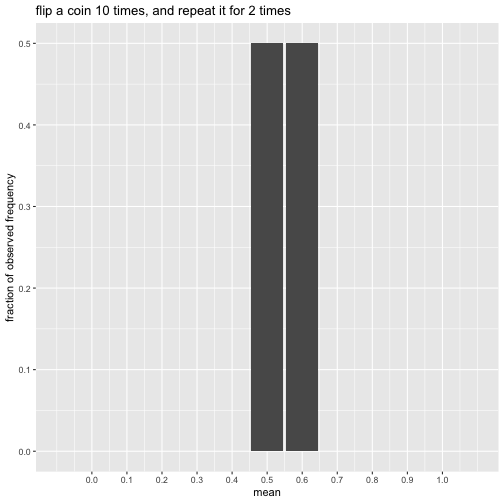 flip a coin 10 times, and repeat it for 2 times
fraction of observed frequency
0.5
0.4
0.3
0.2
0.1
0.0
0.0 0.1 0.2 0.3 0.4 0.5 0.6 0.7 0.8 0.9 1.0
mean